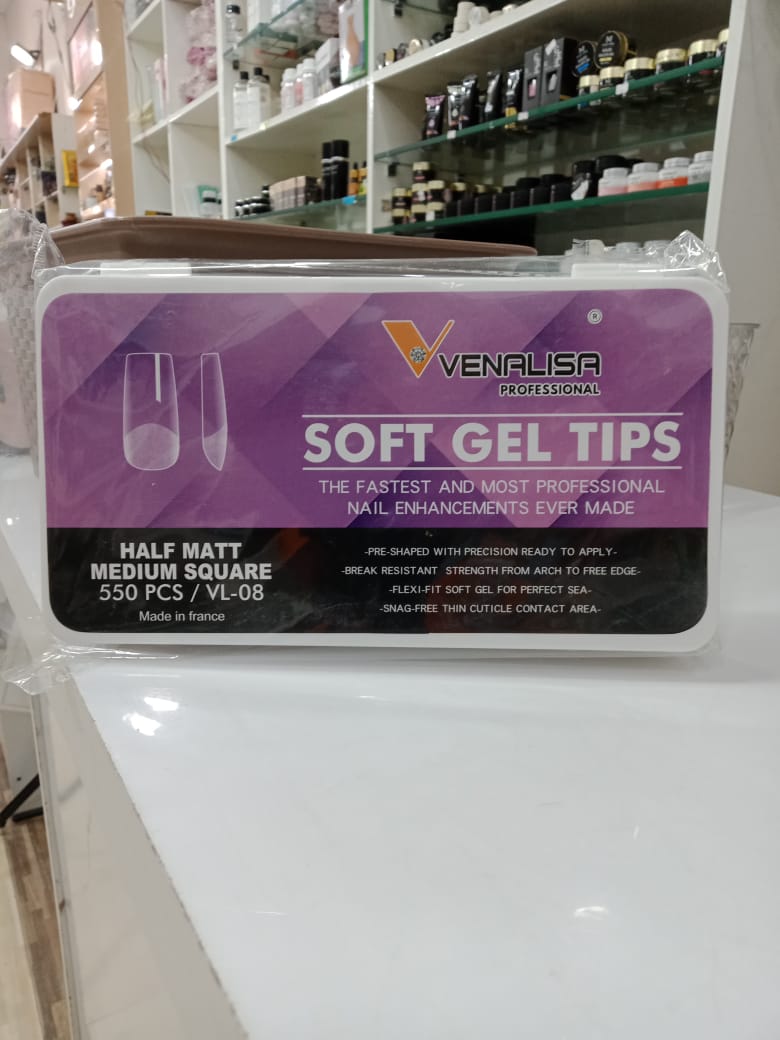 ®
VENALISA
PROFESSIONAL
SOFT GEL TIPS
THE FASTEST AND MOST PROFESSIONAL
NAIL ENHANCEMENTS EVER MADE
HALF MATT
MEDIUM SQUARE
550 PCS / VL-08
Made in france
-PRE-SHAPED WITH PRECISION READY TO APPLY-
-BREAK RESISTANT STRENGTH FROM ARCH TO FREE EDGE-
-FLEXI-FIT SOFT GEL FOR PERFECT SEA-
-SNAG-FREE THIN CUTICLE CONTACT AREA-